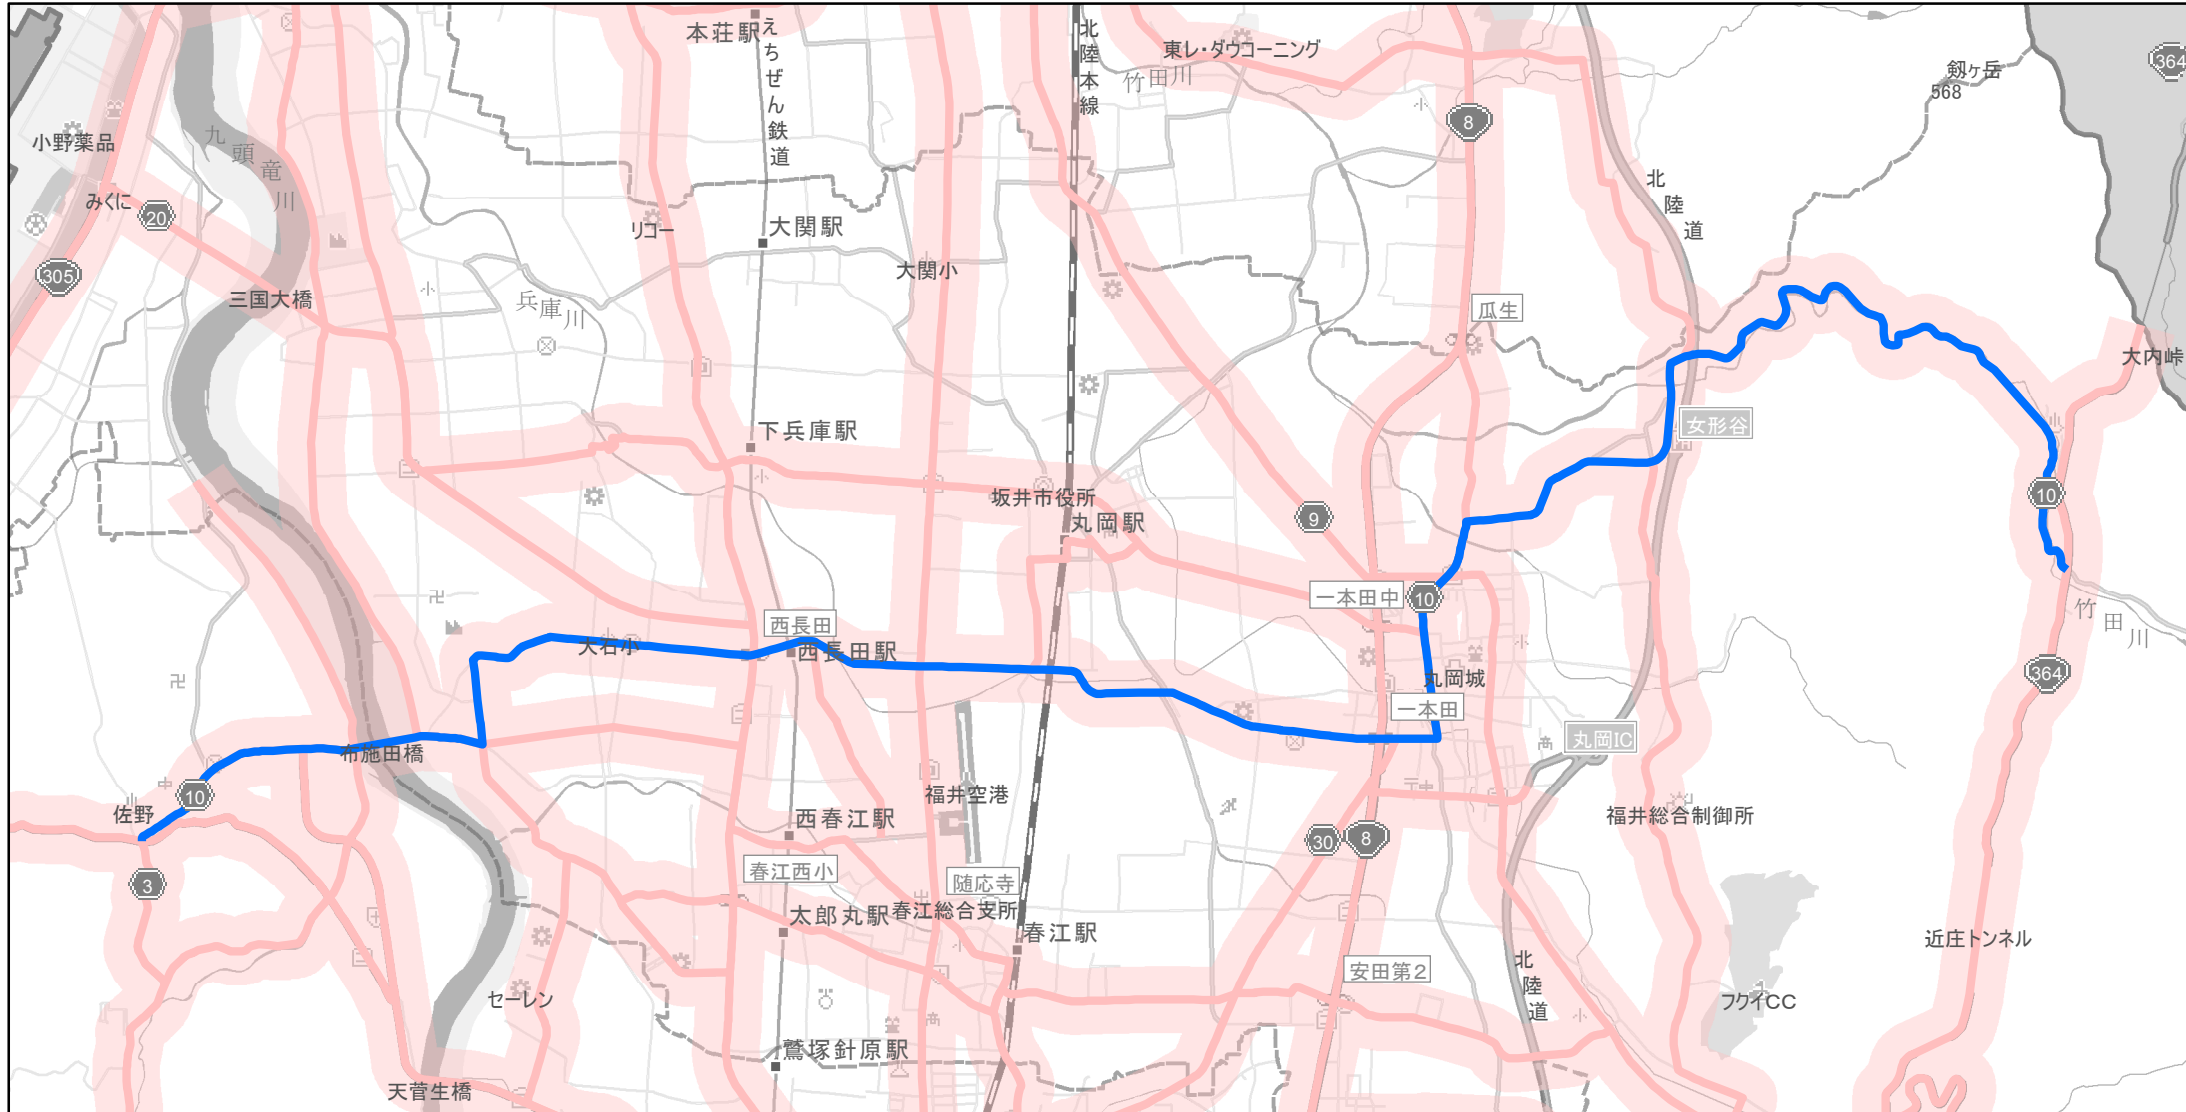 本荘駅
えちぜん鉄道
北陸本線
東レ・ダウコーニング
竹田川
剱ヶ岳
568
364
小野薬品
九頭竜川
8
みくに
20
リコー
大関駅
北陸道
305
三国大橋
大関小
兵庫川
瓜生
大内峠
下兵庫駅
女形谷
坂井市役所
丸岡駅
9
10
一本田中
10
竹田川
西長田
大石小
西長田駅
丸岡城
364
一本田
布施田橋
丸岡IC
10
佐野
福井空港
西春江駅
福井総合制御所
30
8
3
春江西小
随応寺
太郎丸駅
春江総合支所
春江駅
近庄トンネル
安田第2
北陸道
セーレン
フクイCC
鷲塚針原駅
天菅生橋